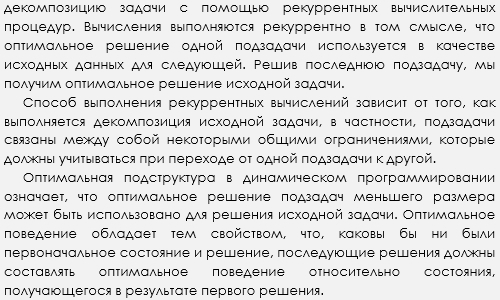 декомпозицию задачи с помощью рекуррентных вычислительных
процедур. Вычисления выполняются рекуррентно в том смысле, что
оптимальное решение одной подзадачи используется в качестве
исходных данных для следующей. Решив последнюю подзадачу, мы
получим оптимальное решение исходной задачи.
Способ выполнения рекуррентных вычислений зависит от того, как
выполняется декомпозиция исходной задачи, в частности, подзадачи
связаны между собой некоторыми общими ограничениями, которые
должны учитываться при переходе от одной подзадачи к другой.
Оптимальная подструктура в динамическом программировании
означает, что оптимальное решение подзадач меньшего размера
может быть использовано для решения исходной задачи. Оптимальное
поведение обладает тем свойством, что, каковы бы ни были
первоначальное состояние и решение, последующие решения должны
составлять оптимальное поведение относительно состояния,
получающегося в результате первого решения.